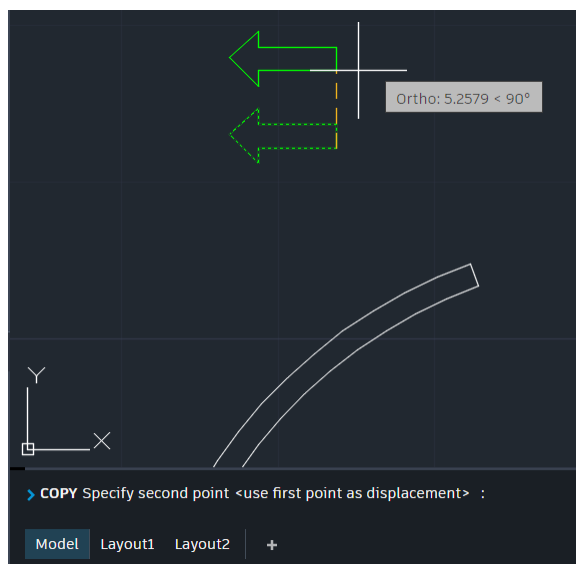 Ortho: 5.2579 < 90°
Y
X
COPY Specify second point <use first point as displacement> :
Model Layout1 Layout2 +